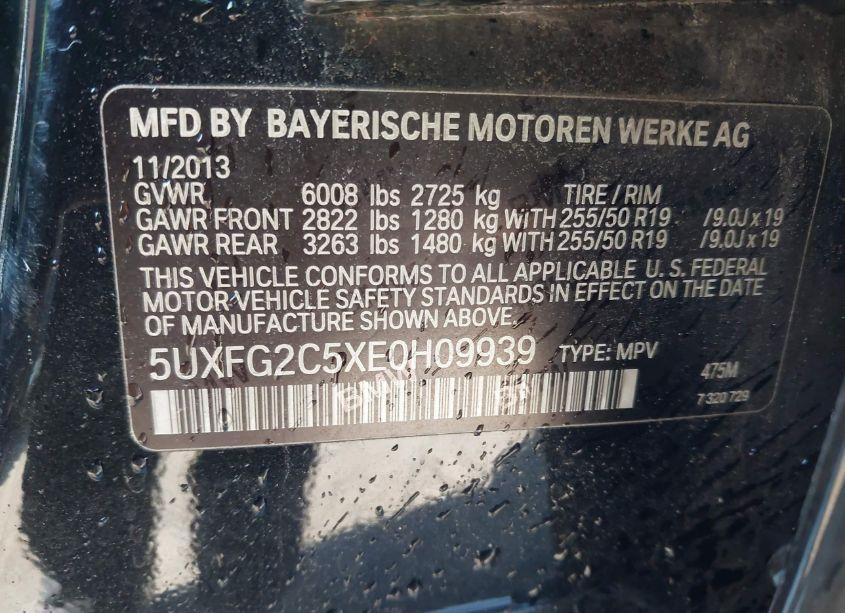 MFD BY BAYERISCHE MOTOREN WERKE AG
11/2013
GVWR 6008 lbs 2725 kg TIRE / RIM
GAWR FRONT 2822 lbs 1280 kg WITH 255/50 R19 /9.0J x 19
GAWR REAR 3263 lbs 1480 kg WITH 255/50 R19 /9.0J x 19
THIS VEHICLE CONFORMS TO ALL APPLICABLE U. S. FEDERAL
MOTOR VEHICLE SAFETY STANDARDS IN EFFECT ON THE DATE
OF MANUFACTURE SHOWN ABOVE.
5UXFG2C5XE0H09939 TYPE: MPV 475M
7 320 729